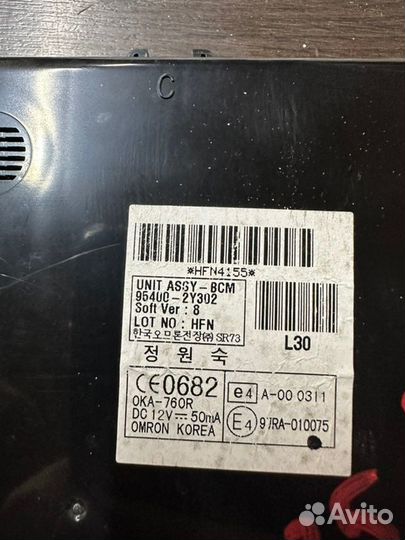 C
*HFN4155*
UNIT ASSY-BCM
95400-2Y302
Soft Ver : 8
LOT NO : HFN
한국오므론전장㈜ SR73
L30
정 원 숙
CE0682
OKA-760R
DC 12V 50mA
OMRON KOREA
e4 A-00 0311
E4 97RA-010075
Avito